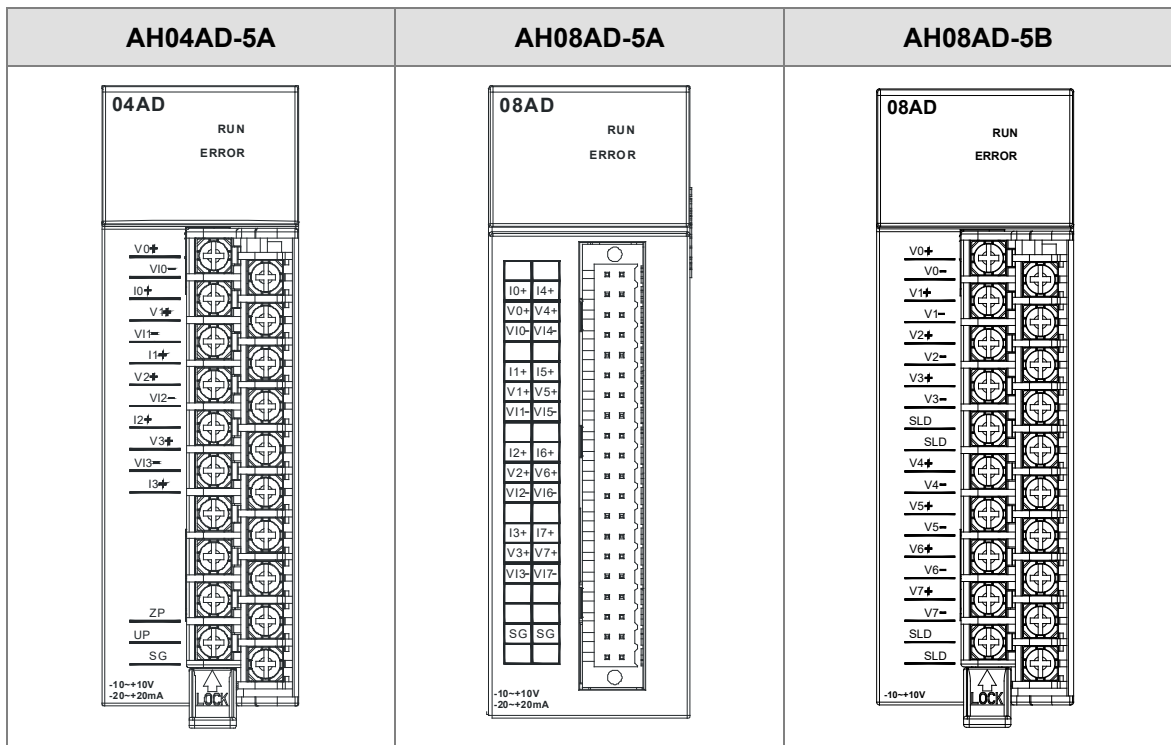 AH04AD-5A
AH08AD-5A
AH08AD-5B
04AD
RUN
ERROR
V0+
VI0-
I0+
V1+
VI1-
I1+
V2+
VI2-
I2+
V3+
VI3-
I3+
ZP
UP
SG
-10~+10V
-20~+20mA
LOCK
08AD
RUN
ERROR
I0+ I4+
V0+ V4+
VI0- VI4-
I1+ I5+
V1+ V5+
VI1- VI5-
I2+ I6+
V2+ V6+
VI2- VI6-
I3+ I7+
V3+ V7+
VI3- VI7-
SG SG
-10~+10V
-20~+20mA
08AD
RUN
ERROR
V0+
V0-
V1+
V1-
V2+
V2-
V3+
V3-
SLD
SLD
V4+
V4-
V5+
V5-
V6+
V6-
V7+
V7-
SLD
SLD
-10~+10V
LOCK